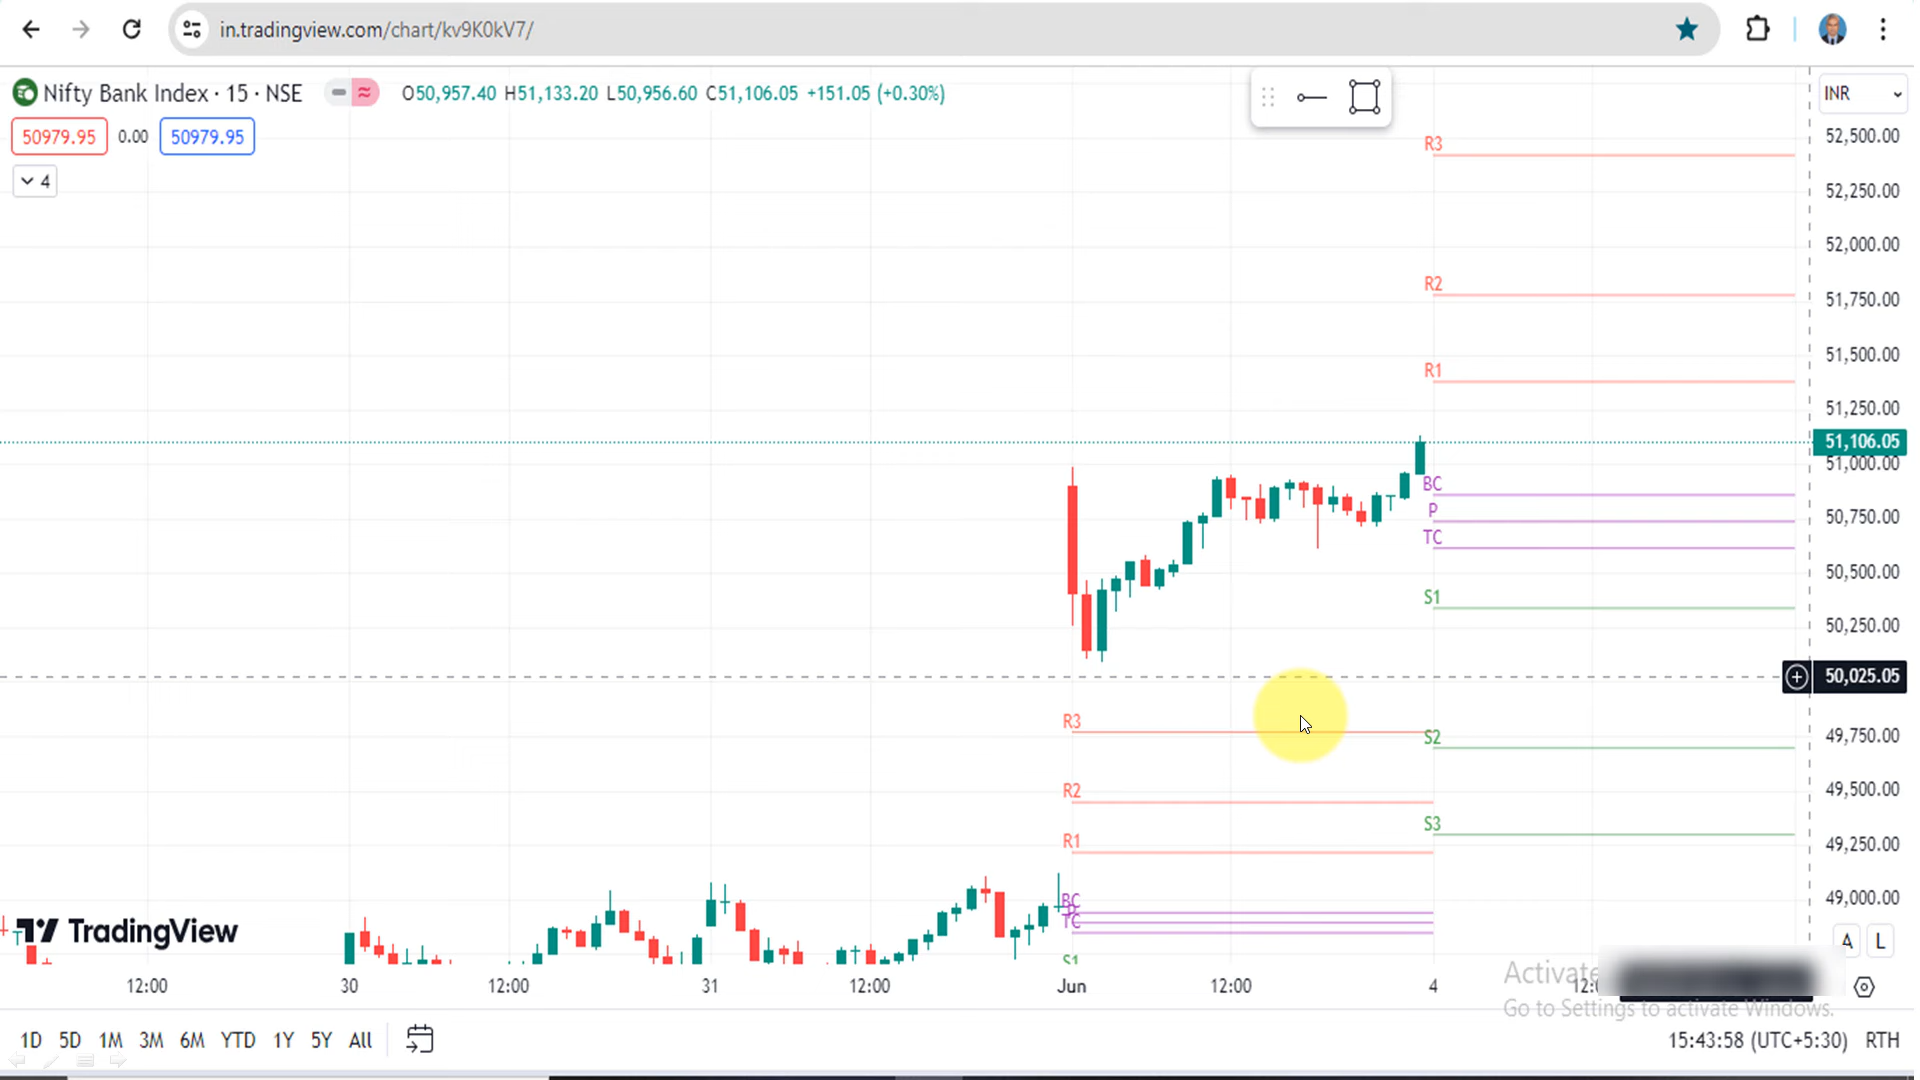 in.tradingview.com/chart/kv9K0kV7/
Nifty Bank Index · 15 · NSE O50,957.40 H51,133.20 L50,956.60 C51,106.05 +151.05 (+0.30%)
INR
50979.95 0.00 50979.95
4
R3
R2
R1
BC
P
TC
S1
S2
S3
R3
R2
R1
BC
P
TC
S1
52,500.00
52,250.00
52,000.00
51,750.00
51,500.00
51,250.00
51,106.05
51,000.00
50,750.00
50,500.00
50,250.00
50,025.05
49,750.00
49,500.00
49,250.00
49,000.00
TradingView
A L
12:00 30 12:00 31 12:00 Jun 12:00 4
Activate
Go to Settings to activate Windows.
1D 5D 1M 3M 6M YTD 1Y 5Y All
15:43:58 (UTC+5:30) RTH